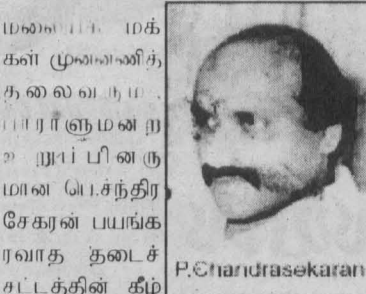 மக்
கள் முன்னணித்
தலைவரும்
பாராளுமன்ற
உறுப்பினரு
மான பெ.சந்திர
சேகரன் பயங்க
ரவாத தடைச்
சட்டத்தின் கீழ்
P.Chandrasekaran